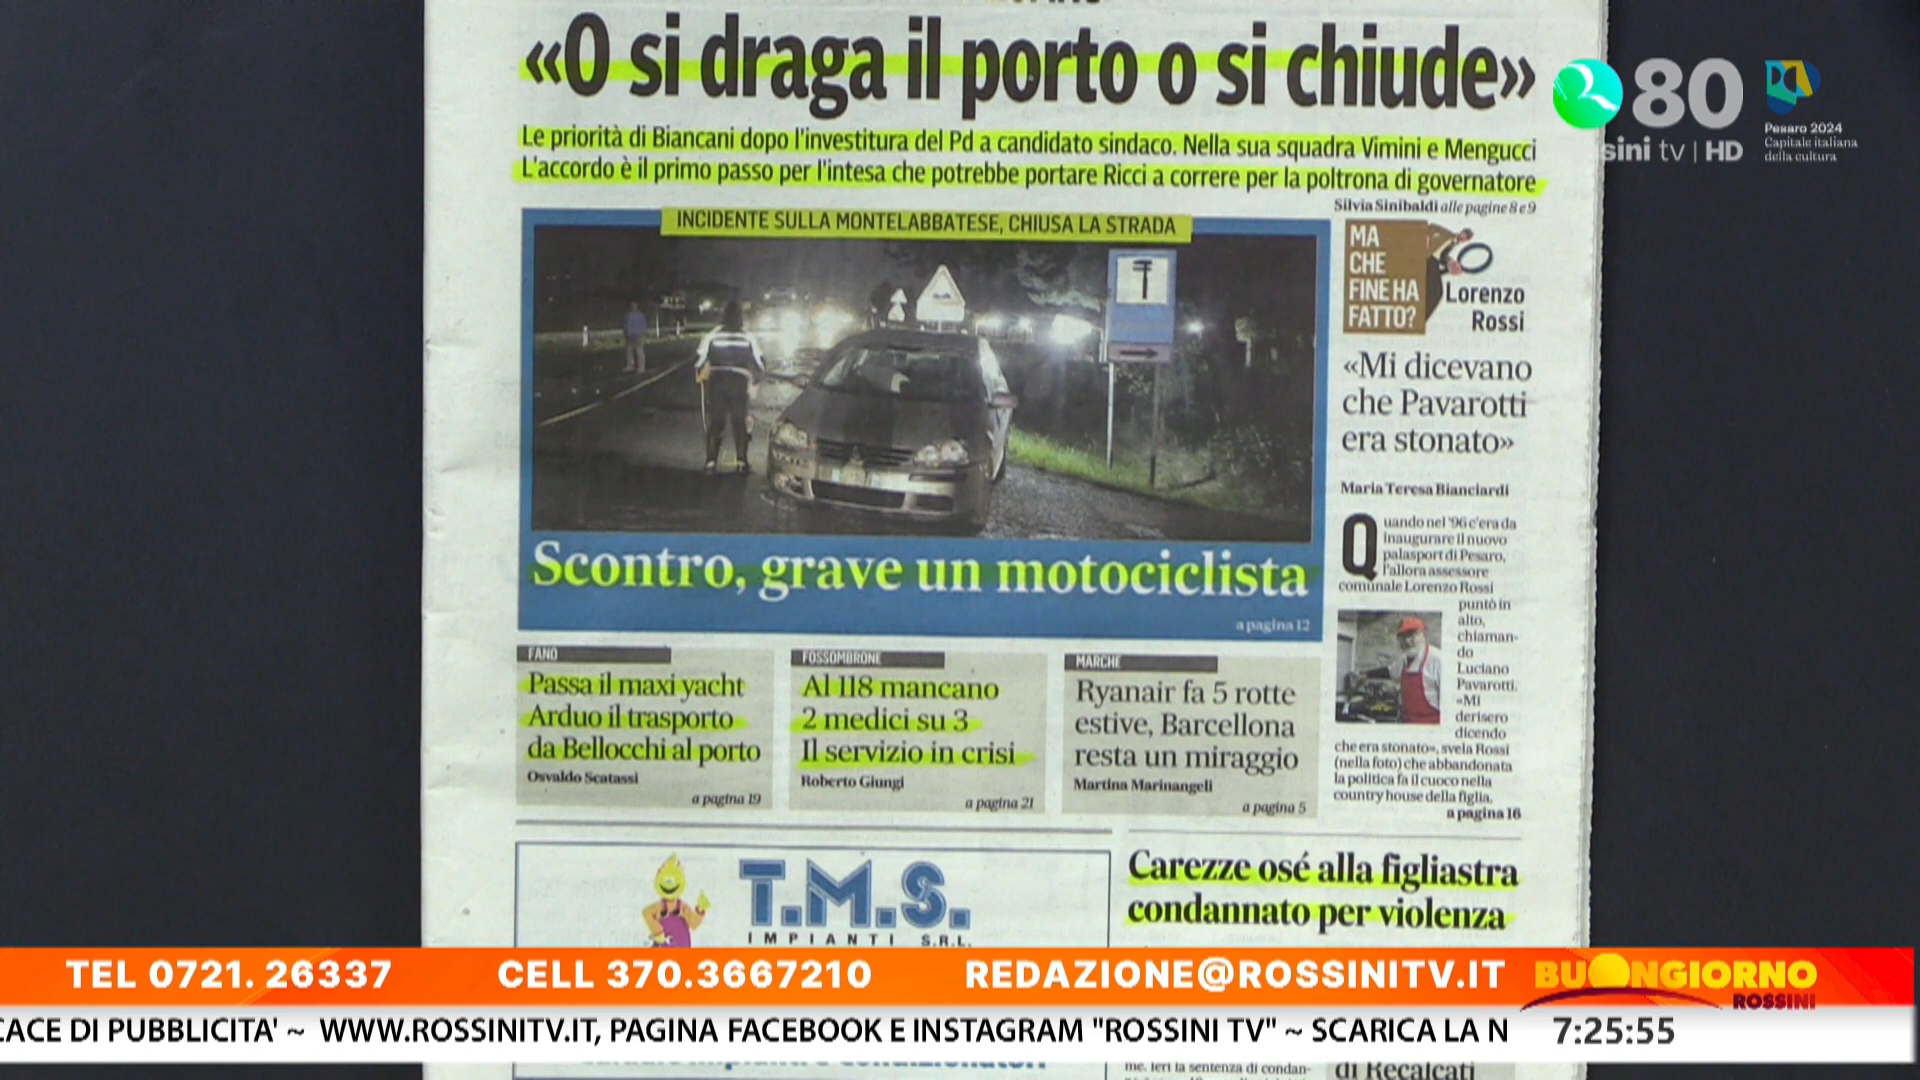 «O si draga il porto o si chiude»
Le priorità di Biancani dopo l'investitura del Pd a candidato sindaco. Nella sua squadra Vimini e Mengucci
L'accordo è il primo passo per l'intesa che potrebbe portare Ricci a correre per la poltrona di governatore
Silvia Sinibaldi alle pagine 8 e 9
80
sini tv | HD
Pesaro 2024
Capitale italiana
della cultura
INCIDENTE SULLA MONTELABBATESE, CHIUSA LA STRADA
Scontro, grave un motociclista
a pagina 12
MA
CHE
FINE HA
FATTO?
Lorenzo
Rossi
«Mi dicevano
che Pavarotti
era stonato»
Maria Teresa Bianciardi
Quando nel '96 c'era da
inaugurare il nuovo
palasport di Pesaro,
l'allora assessore
comunale Lorenzo Rossi
puntò in
alto,
chiaman-
do
Luciano
Pavarotti.
«Mi
derisero
dicendo
che era stonato», svela Rossi
(nella foto) che abbandonata
la politica fa il cuoco nella
country house della figlia.
a pagina 16
FANO
Passa il maxi yacht
Arduo il trasporto
da Bellocchi al porto
Osvaldo Scatassi
a pagina 19
FOSSOMBRONE
Al 118 mancano
2 medici su 3
Il servizio in crisi
Roberto Giungi
a pagina 21
MARCHE
Ryanair fa 5 rotte
estive, Barcellona
resta un miraggio
Martina Marinangeli
a pagina 5
T.M.S.
IMPIANTI S.R.L.
Carezze osé alla figliastra
condannato per violenza
TEL 0721. 26337 CELL 370.3667210 REDAZIONE@ROSSINITV.IT
BUONGIORNO
ROSSINI
CACE DI PUBBLICITA' ~ WWW.ROSSINITV.IT, PAGINA FACEBOOK E INSTAGRAM "ROSSINI TV" ~ SCARICA LA N
7:25:55
me. Ieri la sentenza di condan-
di Recalcati